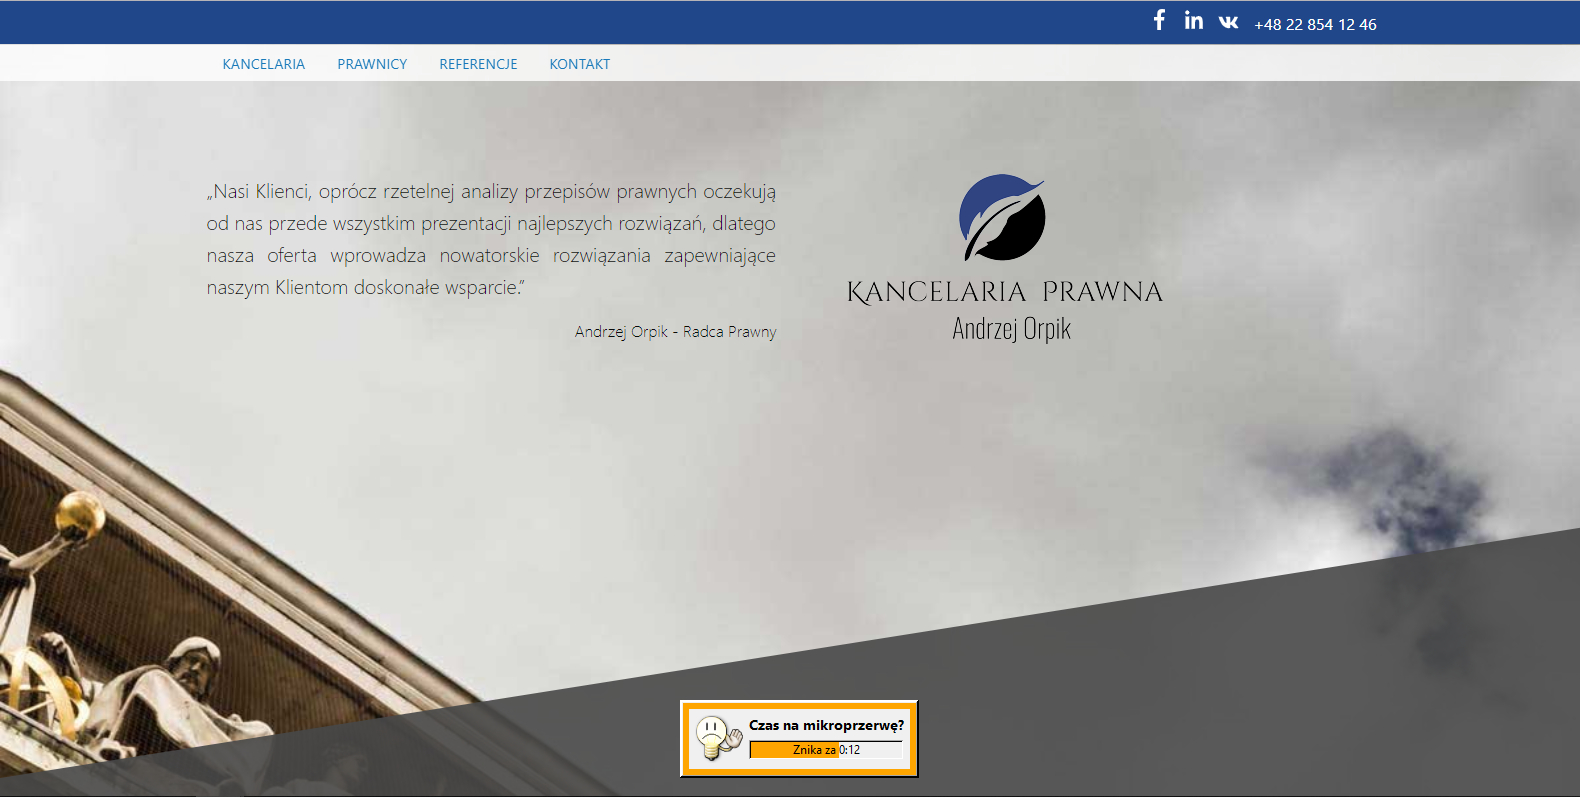 +48 22 854 12 46
KANCELARIA PRAWNICY REFERENCJE KONTAKT
„Nasi Klienci, oprócz rzetelnej analizy przepisów prawnych oczekują
od nas przede wszystkim prezentacji najlepszych rozwiązań, dlatego
nasza oferta wprowadza nowatorskie rozwiązania zapewniające
naszym Klientom doskonałe wsparcie.”
Andrzej Orpik - Radca Prawny
KANCELARIA PRAWNA
Andrzej Orpik
Czas na mikroprzerwę?
Znika za 0:12